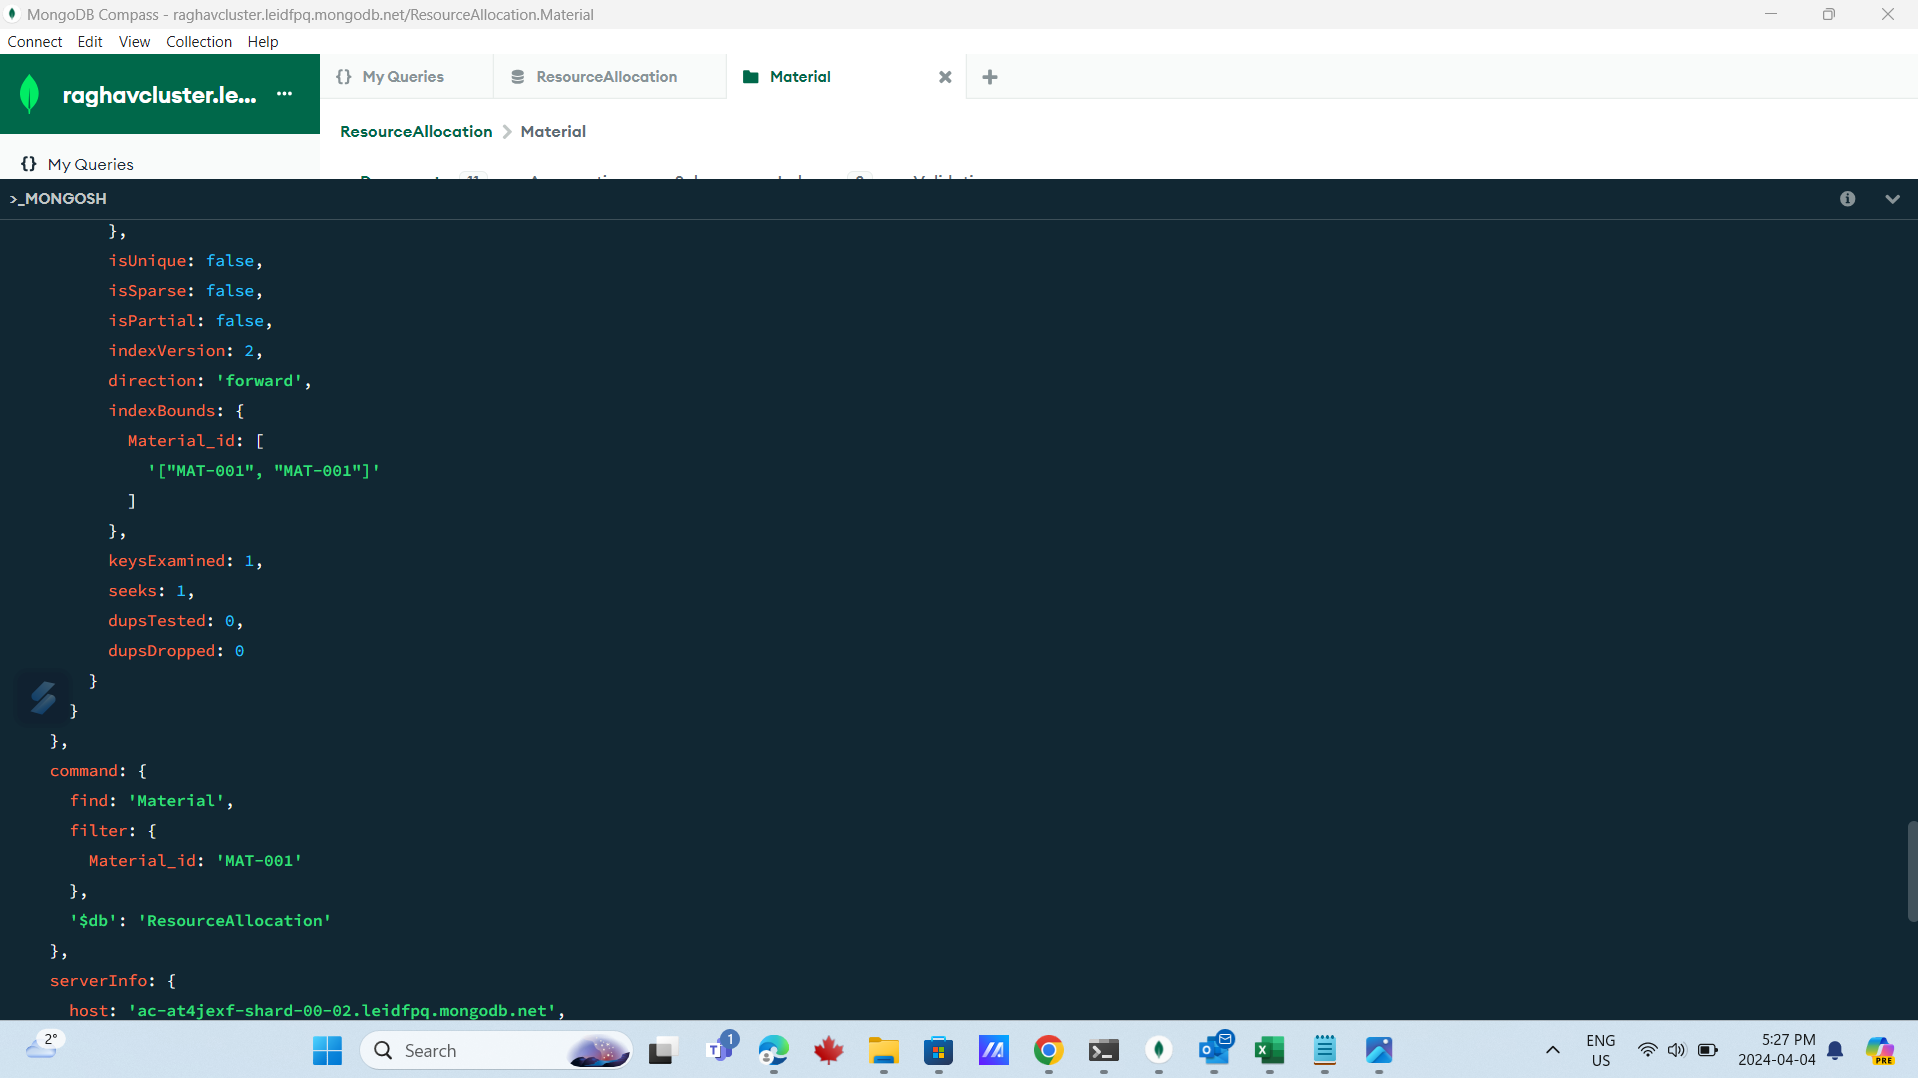 MongoDB Compass - raghavcluster.leidfpq.mongodb.net/ResourceAllocation.Material
Connect Edit View Collection Help
raghavcluster.le... ...
{} My Queries
ResourceAllocation
Material
ResourceAllocation > Material
{} My Queries
>_MONGOSH
},
isUnique: false,
isSparse: false,
isPartial: false,
indexVersion: 2,
direction: 'forward',
indexBounds: {
Material_id: [
'["MAT-001", "MAT-001"]'
]
},
keysExamined: 1,
seeks: 1,
dupsTested: 0,
dupsDropped: 0
}
}
},
command: {
find: 'Material',
filter: {
Material_id: 'MAT-001'
},
'$db': 'ResourceAllocation'
},
serverInfo: {
host: 'ac-at4jexf-shard-00-02.leidfpq.mongodb.net',
2°
Search
1
ENG
US
5:27 PM
2024-04-04
PRE